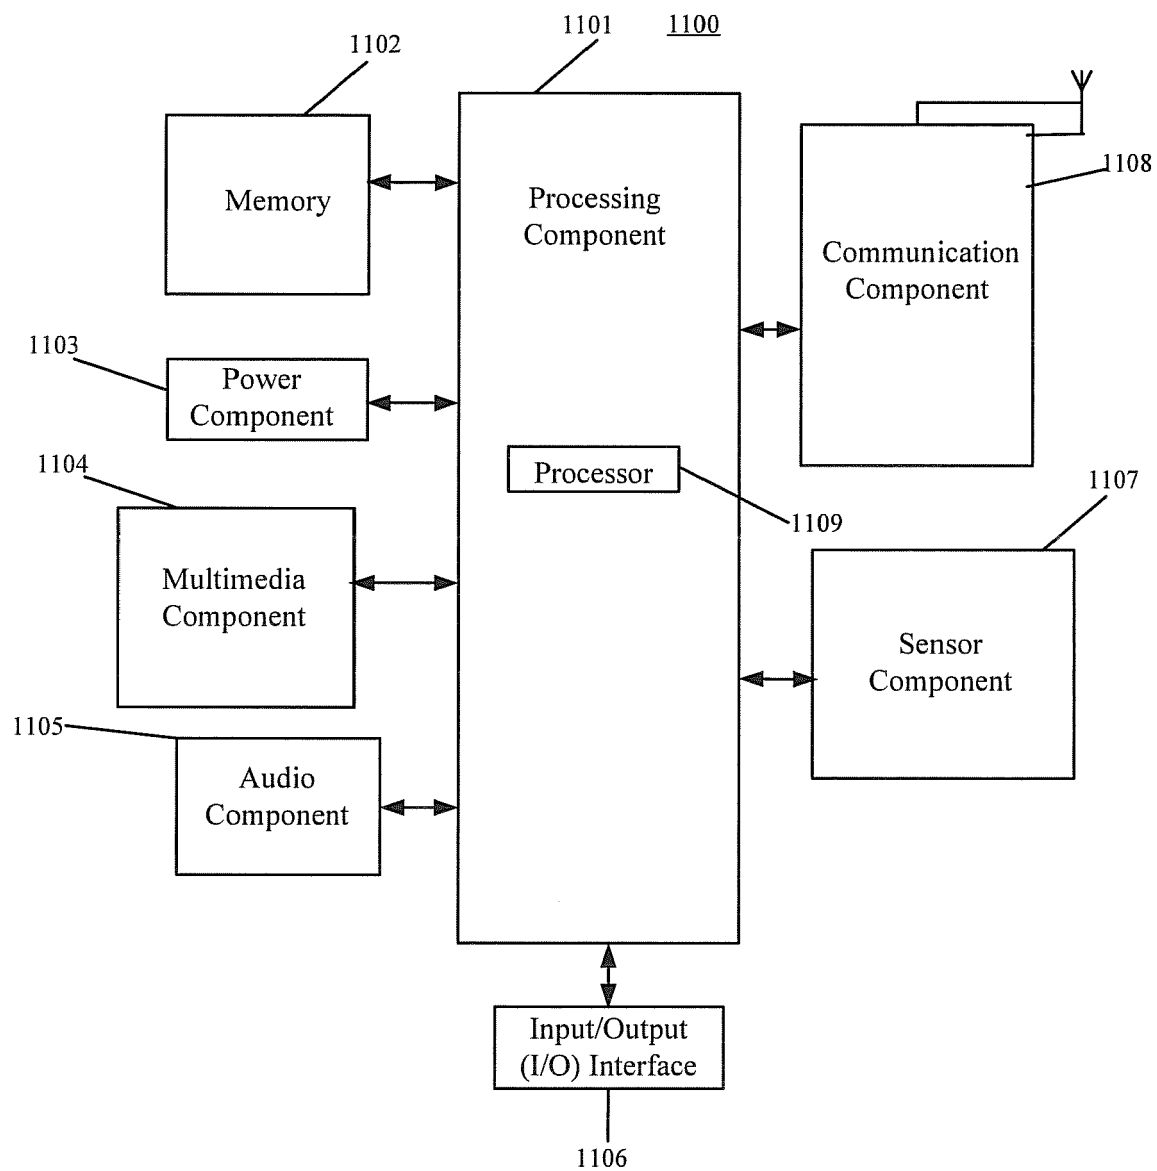 1101
1100
1102
Memory
Processing
Component
1108
Communication
Component
1103
Power
Component
1104
Processor
1109
1107
Multimedia
Component
Sensor
Component
1105
Audio
Component
Input/Output
(I/O) Interface
1106